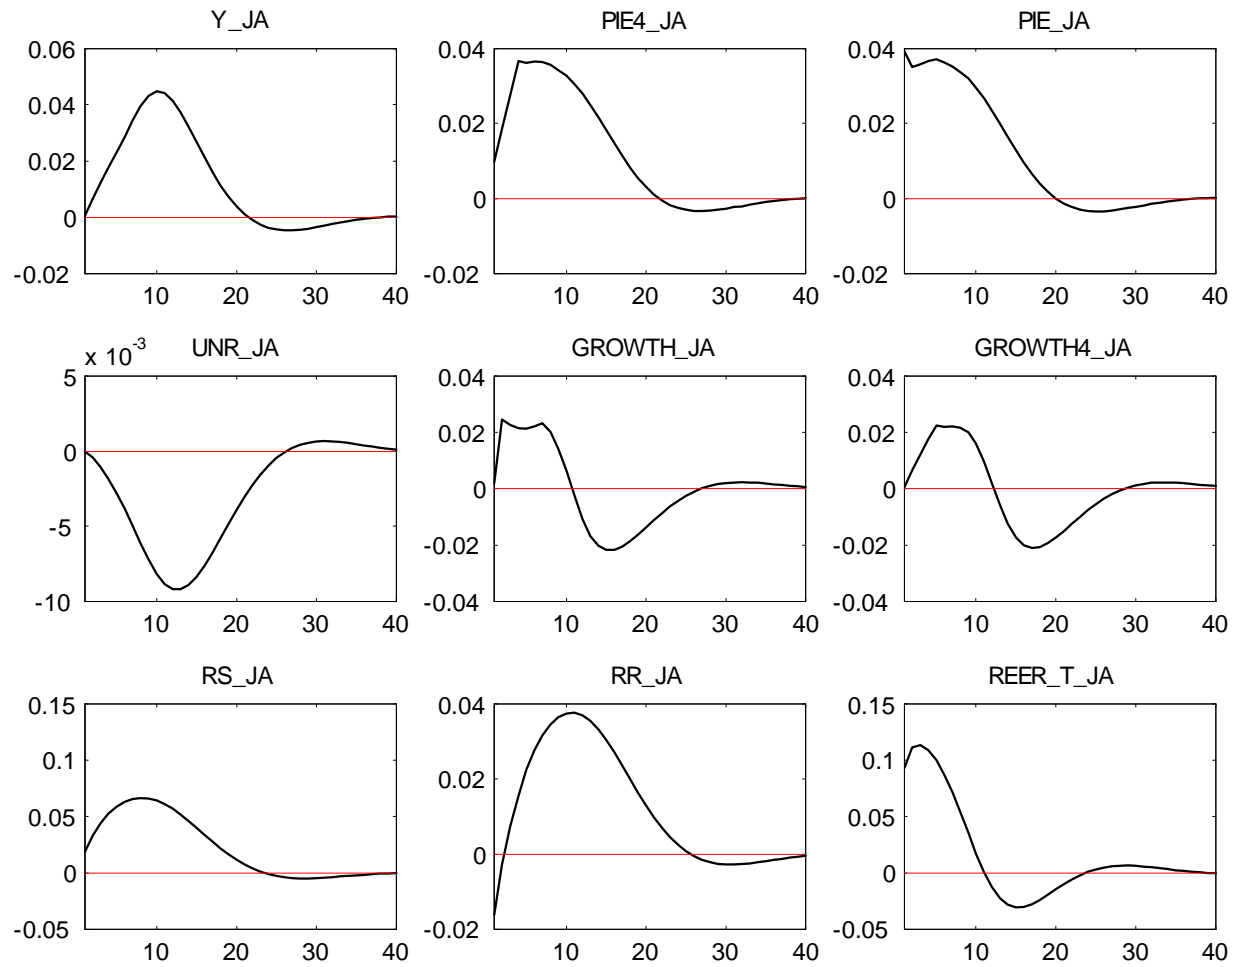 Y_JA PIE4_JA PIE_JA
0.06 0.04 0.04
0.04
0.02 0.02
0.02
0 0
0
-0.02 -0.02 -0.02
10 20 30 40 10 20 30 40 10 20 30 40
x 10-3 UNR_JA GROWTH_JA GROWTH4_JA
5 0.04 0.04
0 0.02 0.02
0 0
-5 -0.02 -0.02
-10 -0.04 -0.04
10 20 30 40 10 20 30 40 10 20 30 40
RS_JA RR_JA REER_T_JA
0.15 0.04 0.15
0.1 0.1
0.02
0.05 0.05
0
0 0
-0.05 -0.02 -0.05
10 20 30 40 10 20 30 40 10 20 30 40